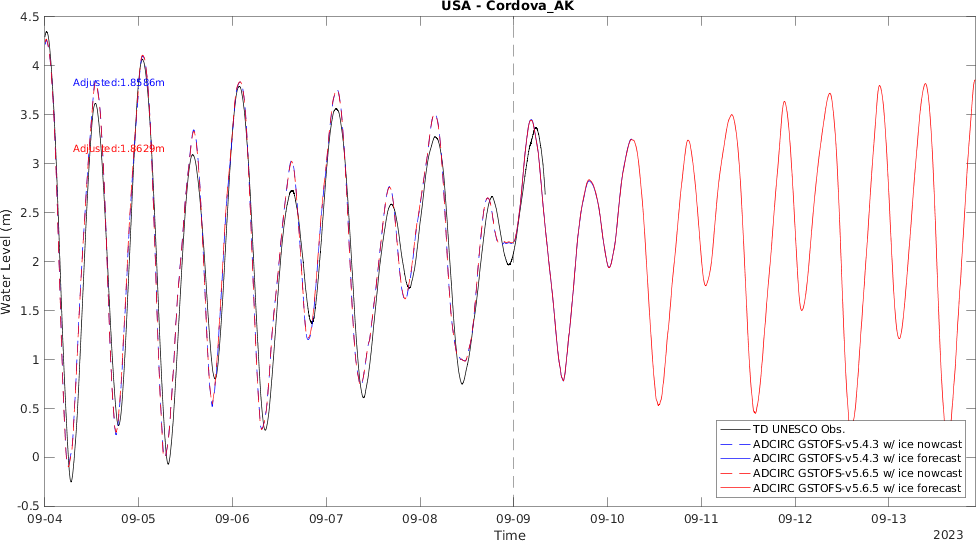 USA - Cordova_AK
4.5
4
3.5
3
2.5
2
1.5
1
0.5
0
-0.5
Water Level (m)
Adjusted:1.8586m
Adjusted:1.8629m
TD UNESCO Obs.
ADCIRC GSTOFS-v5.4.3 w/ ice nowcast
ADCIRC GSTOFS-v5.4.3 w/ ice forecast
ADCIRC GSTOFS-v5.6.5 w/ ice nowcast
ADCIRC GSTOFS-v5.6.5 w/ ice forecast
09-04 09-05 09-06 09-07 09-08 09-09 09-10 09-11 09-12 09-13
Time
2023